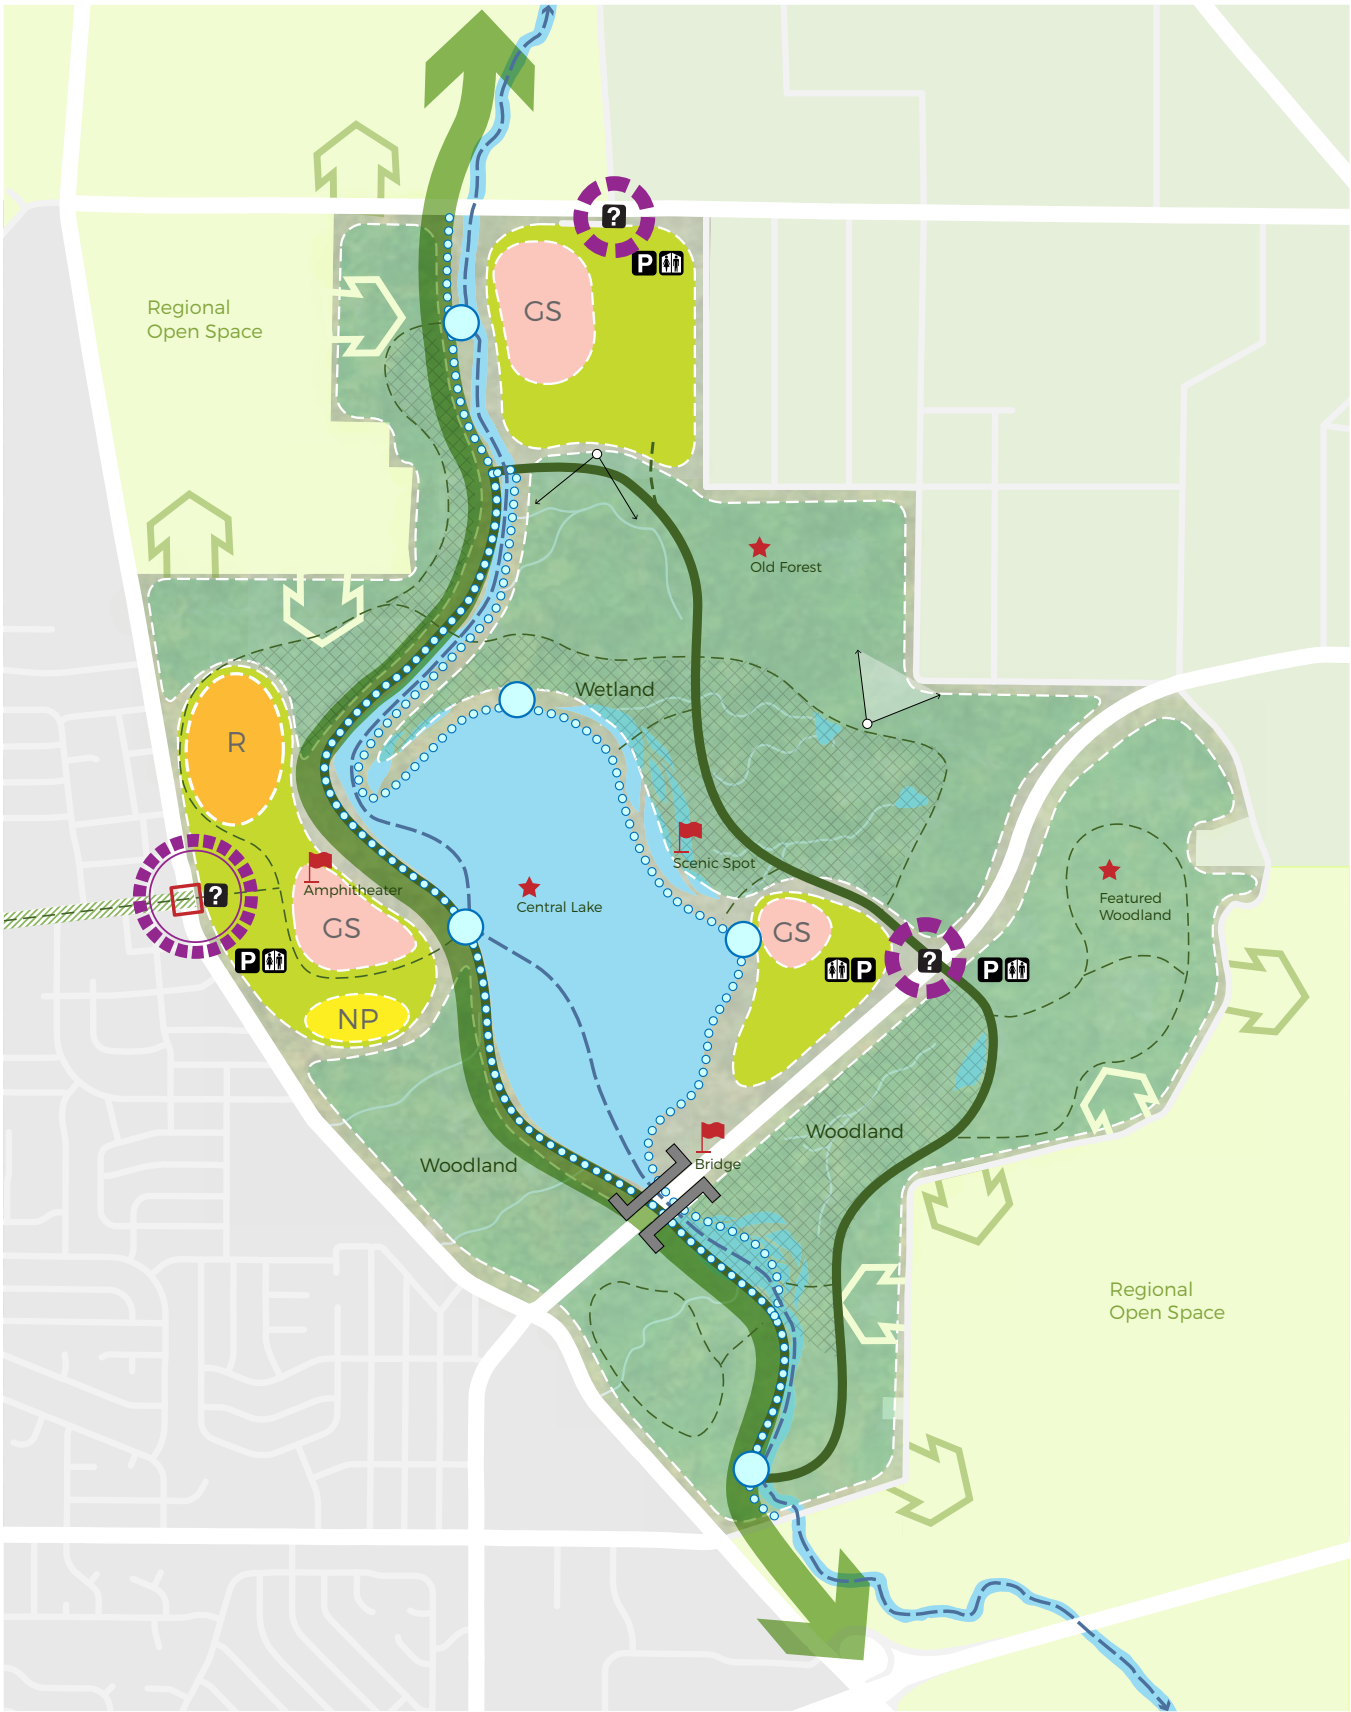 ?
P
GS
Regional
Open Space
Old Forest
Wetland
R
Scenic Spot
Amphitheater
?
Central Lake
Featured
Woodland
GS
GS
P
P
?
P
NP
Woodland
Bridge
Woodland
Regional
Open Space